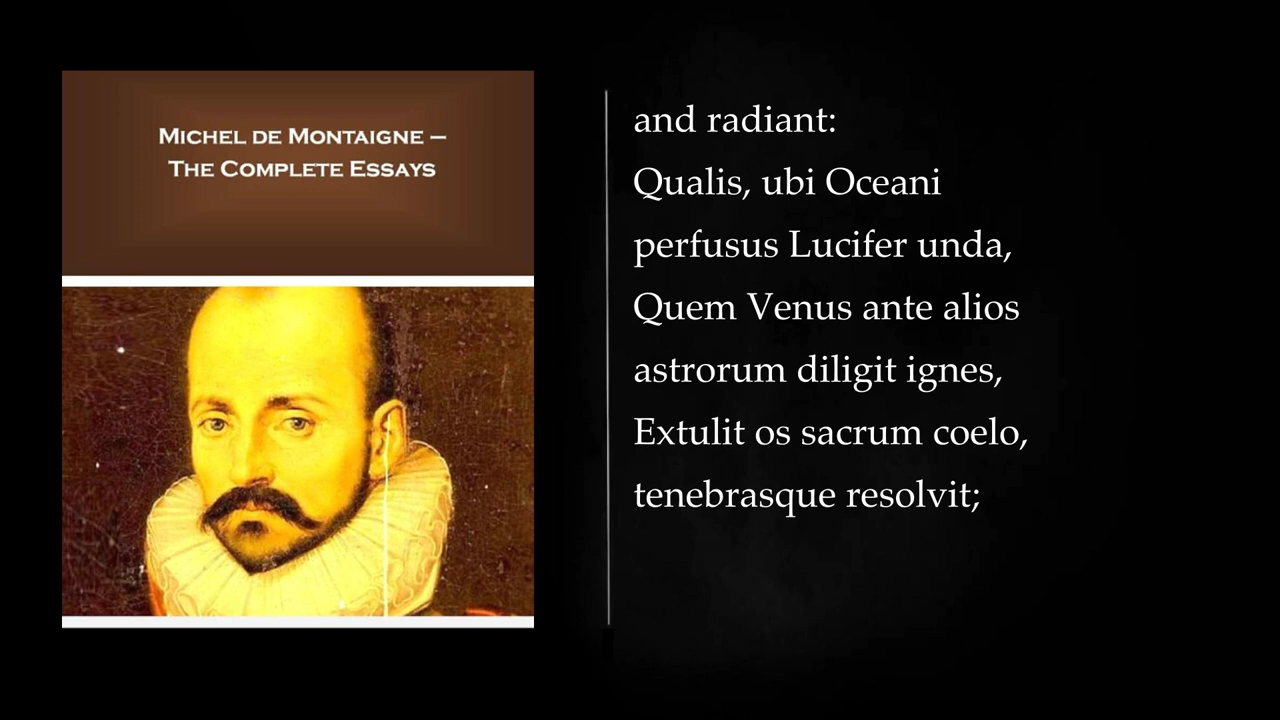 MICHEL DE MONTAIGNE –
THE COMPLETE ESSAYS
and radiant:
Qualis, ubi Oceani
perfusus Lucifer unda,
Quem Venus ante alios
astrorum diligit ignes,
Extulit os sacrum coelo,
tenebrasque resolvit;